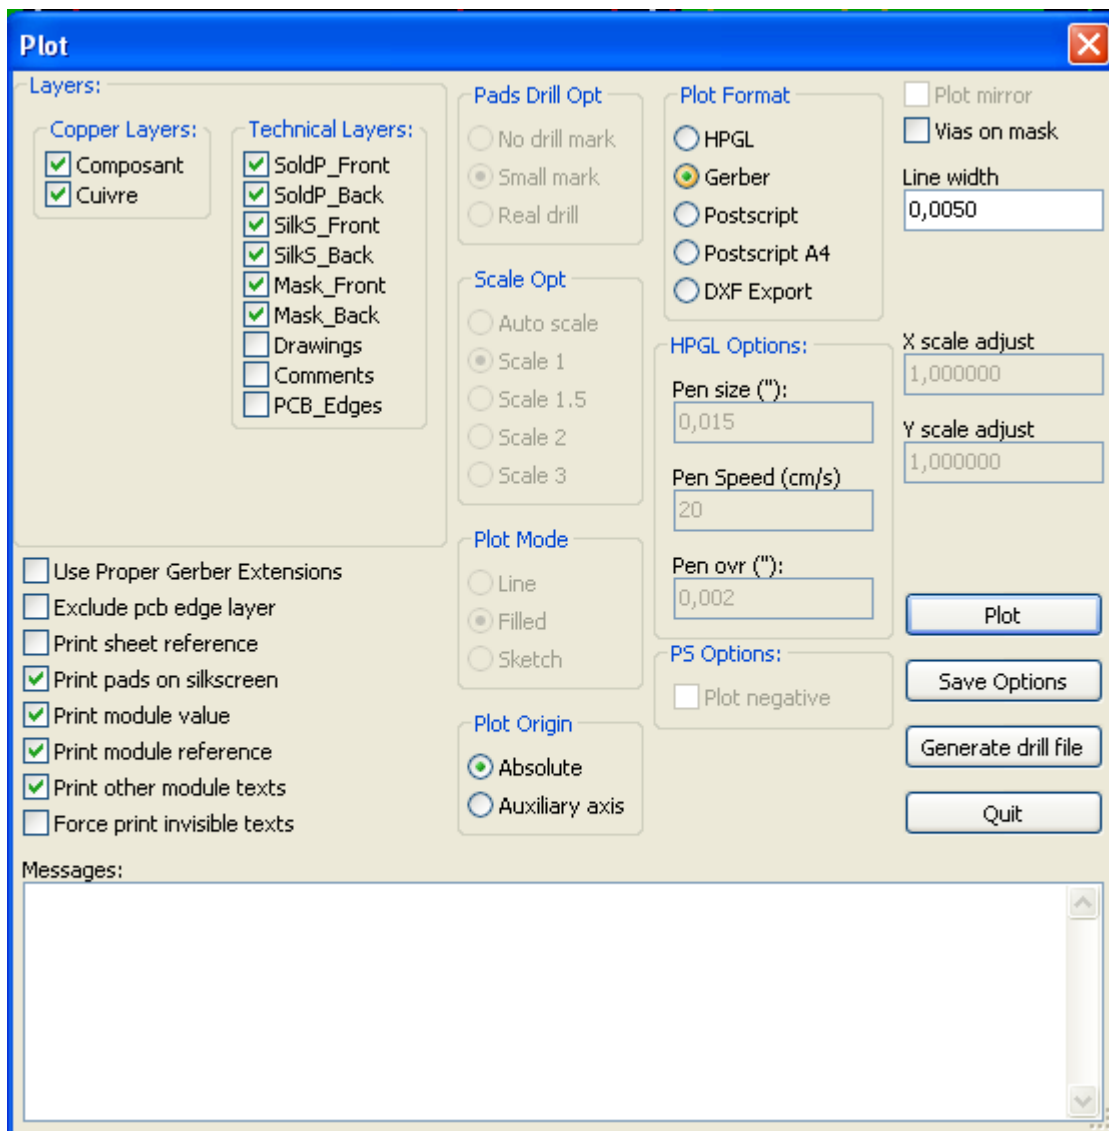 Plot
Layers:
Copper Layers:
Composant
Cuivre
Technical Layers:
SoldP_Front
SoldP_Back
SilkS_Front
SilkS_Back
Mask_Front
Mask_Back
Drawings
Comments
PCB_Edges
Use Proper Gerber Extensions
Exclude pcb edge layer
Print sheet reference
Print pads on silkscreen
Print module value
Print module reference
Print other module texts
Force print invisible texts
Pads Drill Opt
No drill mark
Small mark
Real drill
Scale Opt
Auto scale
Scale 1
Scale 1.5
Scale 2
Scale 3
Plot Mode
Line
Filled
Sketch
Plot Origin
Absolute
Auxiliary axis
Plot Format
HPGL
Gerber
Postscript
Postscript A4
DXF Export
HPGL Options:
Pen size ("):
0,015
Pen Speed (cm/s)
20
Pen ovr ("):
0,002
PS Options:
Plot negative
Plot mirror
Vias on mask
Line width
0,0050
X scale adjust
1,000000
Y scale adjust
1,000000
Plot
Save Options
Generate drill file
Quit
Messages: